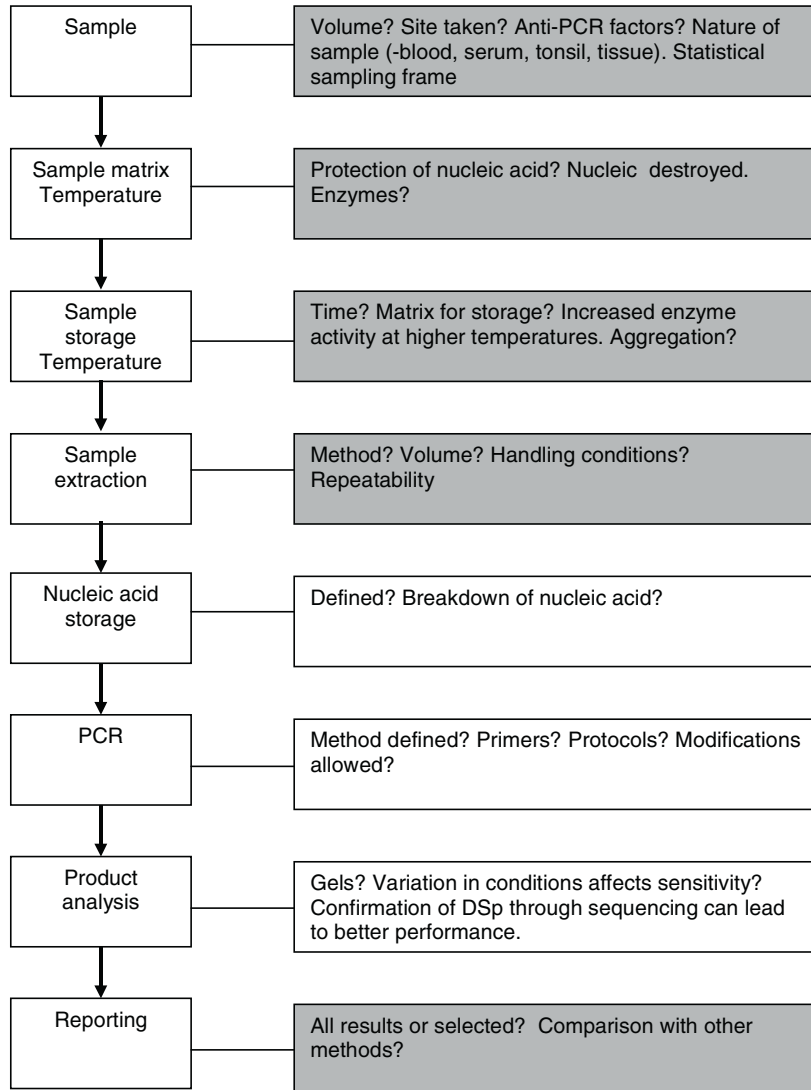 Sample
Volume? Site taken? Anti-PCR factors? Nature of
sample (-blood, serum, tonsil, tissue). Statistical
sampling frame
Sample matrix
Temperature
Protection of nucleic acid? Nucleic destroyed.
Enzymes?
Sample
storage
Temperature
Time? Matrix for storage? Increased enzyme
activity at higher temperatures. Aggregation?
Sample
extraction
Method? Volume? Handling conditions?
Repeatability
Nucleic acid
storage
Defined? Breakdown of nucleic acid?
PCR
Method defined? Primers? Protocols? Modifications
allowed?
Product
analysis
Gels? Variation in conditions affects sensitivity?
Confirmation of DSp through sequencing can lead
to better performance.
Reporting
All results or selected? Comparison with other
methods?